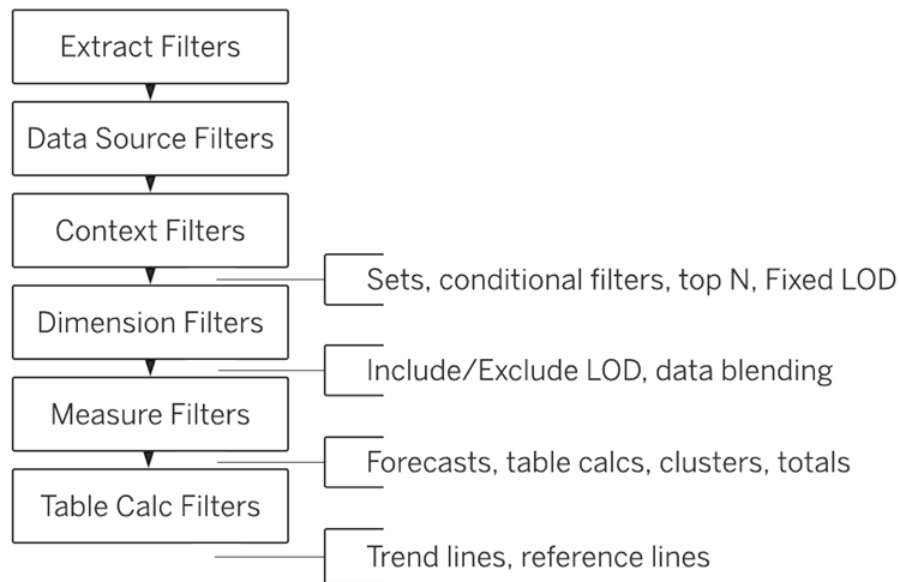 Extract Filters
Data Source Filters
Context Filters
Sets, conditional filters, top N, Fixed LOD
Dimension Filters
Include/Exclude LOD, data blending
Measure Filters
Forecasts, table calcs, clusters, totals
Table Calc Filters
Trend lines, reference lines